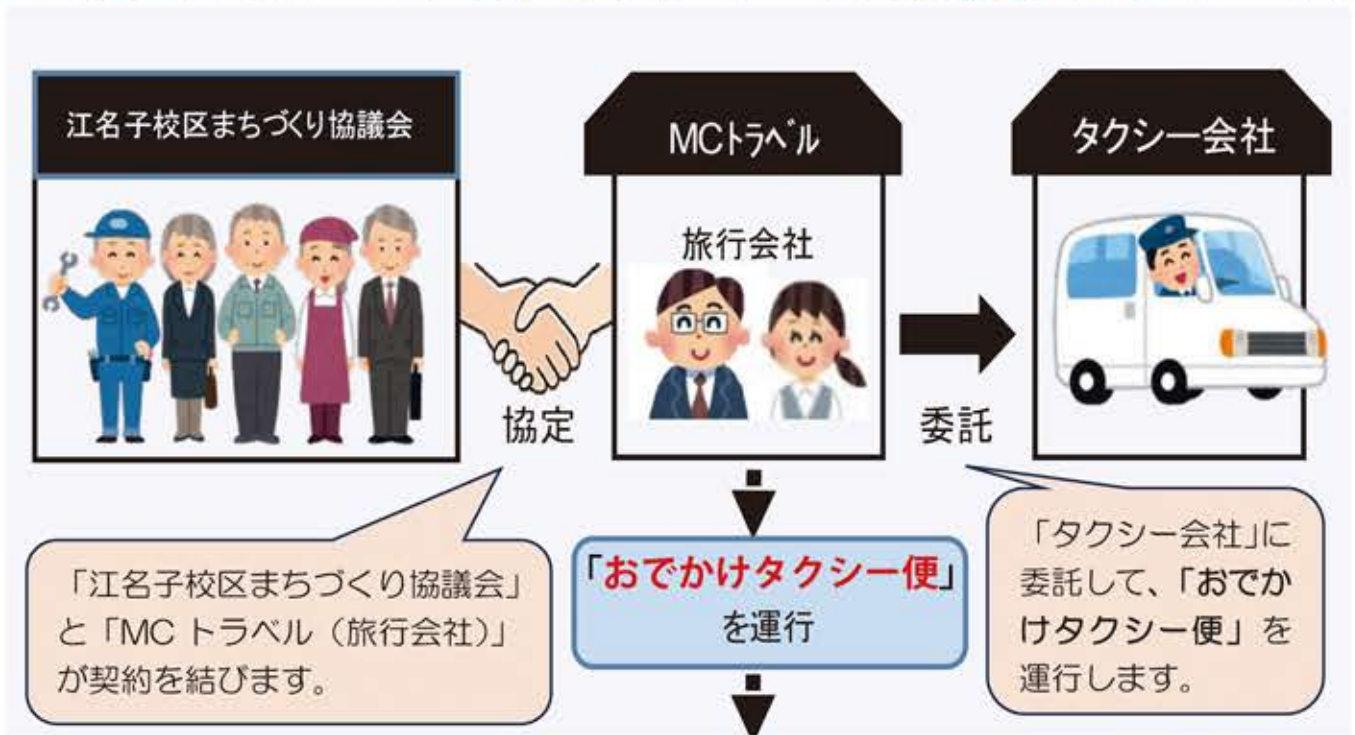 江名子校区まちづくり協議会
MCトラベル
タクシー会社
旅行会社
協定
委託
「江名子校区まちづくり協議会」
と「MC トラベル（旅行会社）」
が契約を結びます。
「おでかけタクシー便」
を運行
「タクシー会社」に
委託して、「おでか
けタクシー便」を
運行します。